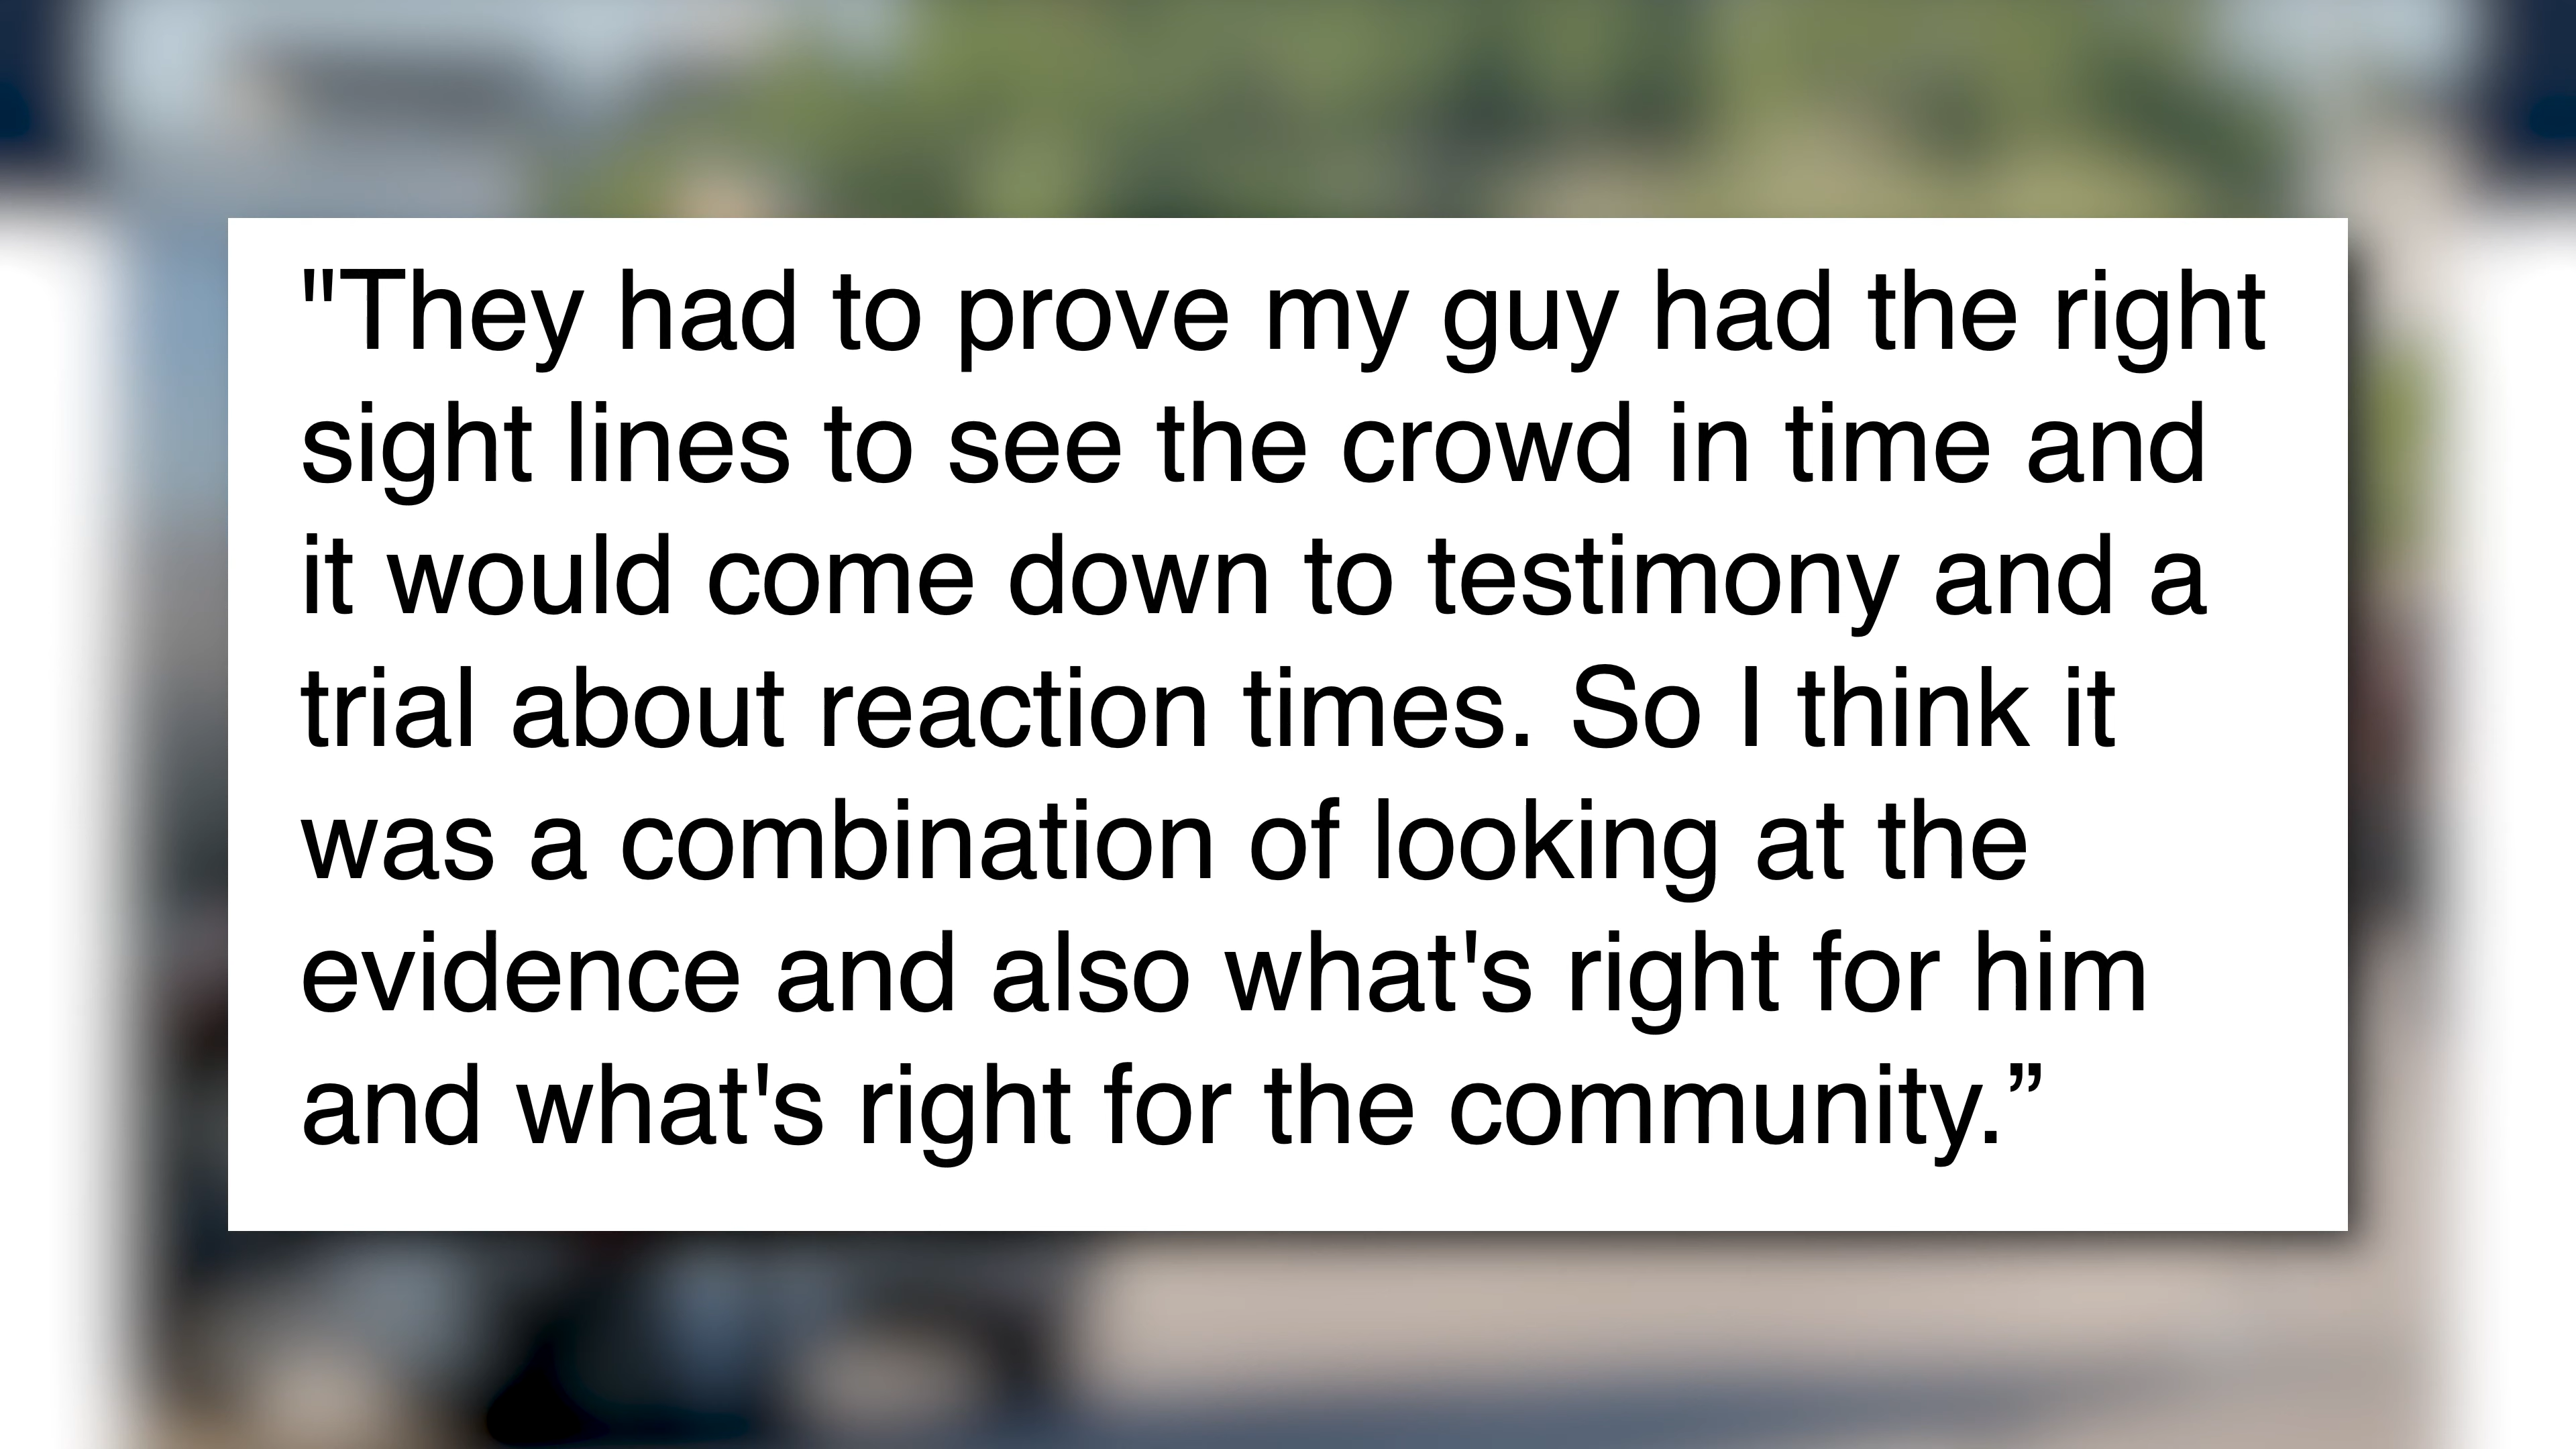 "They had to prove my guy had the right
sight lines to see the crowd in time and
it would come down to testimony and a
trial about reaction times. So I think it
was a combination of looking at the
evidence and also what's right for him
and what's right for the community.”